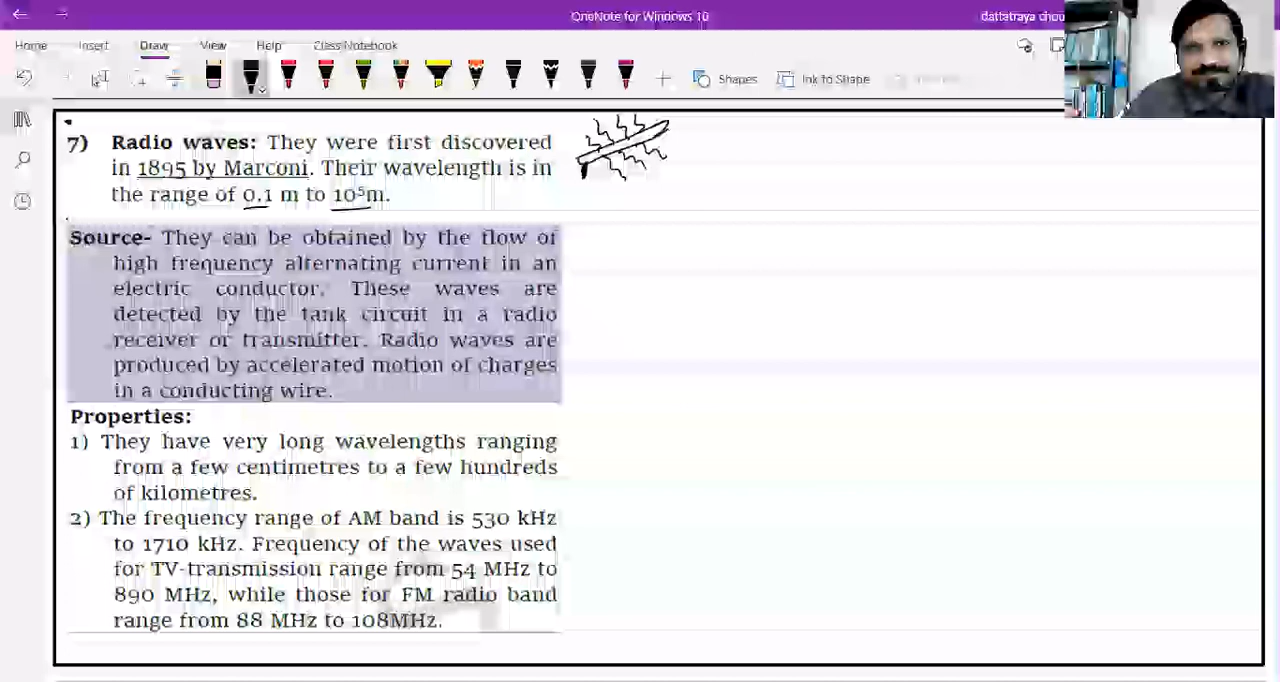 OneNote for Windows 10
dattatraya chou
Home Insert Draw View Help Class Notebook
Shapes Ink to Shape
7) Radio waves: They were first discovered
in 1895 by Marconi. Their wavelength is in
the range of 0.1 m to 10⁵m.
Source- They can be obtained by the flow of
high frequency alternating current in an
electric conductor. These waves are
detected by the tank circuit in a radio
receiver or transmitter. Radio waves are
produced by accelerated motion of charges
in a conducting wire.
Properties:
1) They have very long wavelengths ranging
from a few centimetres to a few hundreds
of kilometres.
2) The frequency range of AM band is 530 kHz
to 1710 kHz. Frequency of the waves used
for TV-transmission range from 54 MHz to
890 MHz, while those for FM radio band
range from 88 MHz to 108MHz.